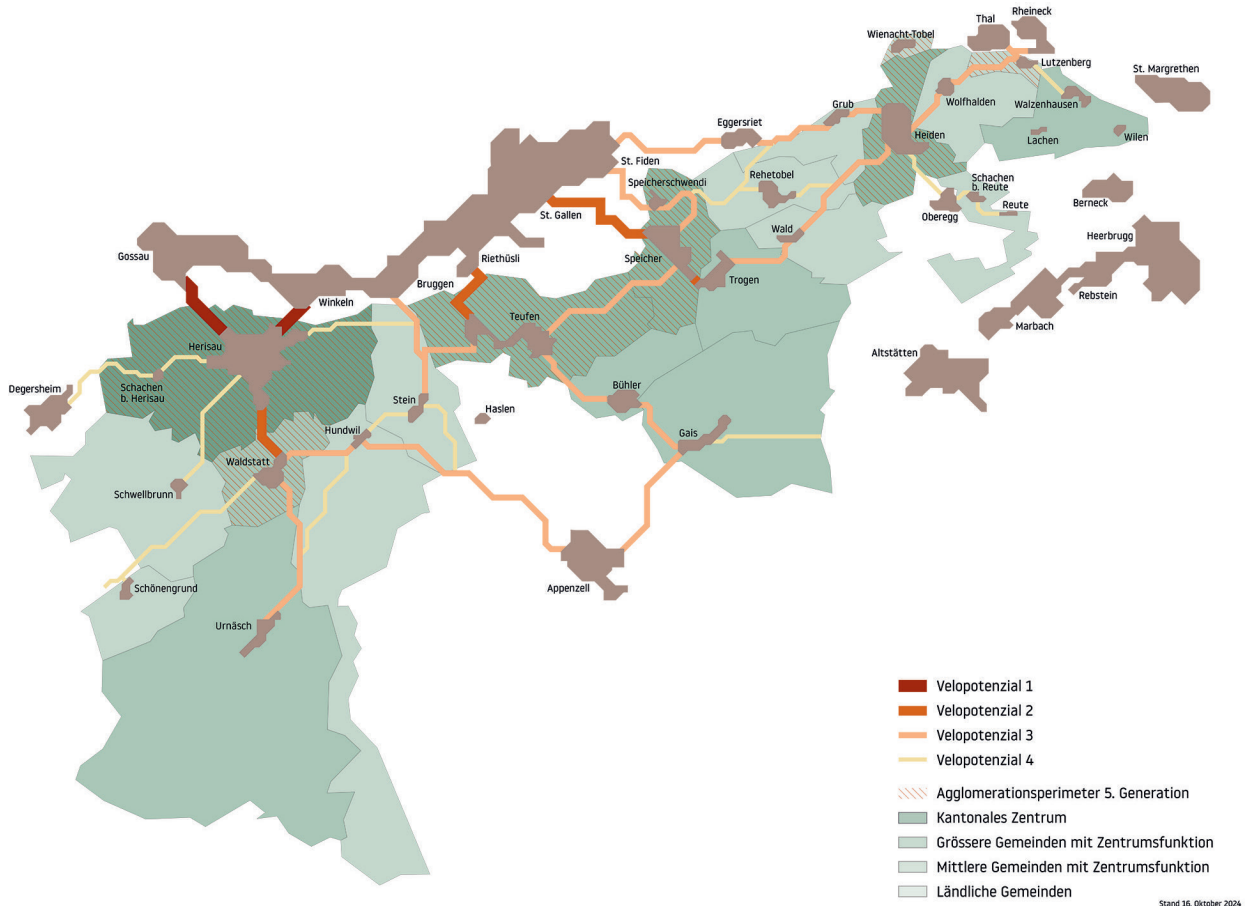 Rheineck
Thal
Wienacht-Tobel
Lutzenberg
St. Margrethen
Wolfhalden
Walzenhausen
Grub
Eggersriet
Heiden
Lachen
Wilen
St. Fiden
Speicherschwendi
Rehetobel
Schachen
b. Reute
Berneck
Oberegg
Reute
St. Gallen
Wald
Heerbrugg
Gossau
Riethüsli
Speicher
Trogen
Bruggen
Rebstein
Winkeln
Teufen
Marbach
Herisau
Altstätten
Degersheim
Schachen
b. Herisau
Bühler
Stein
Haslen
Hundwil
Gais
Waldstatt
Schwellbrunn
Schönengrund
Appenzell
Urnäsch
Velopotenzial 1
Velopotenzial 2
Velopotenzial 3
Velopotenzial 4
Agglomerationsperimeter 5. Generation
Kantonales Zentrum
Grössere Gemeinden mit Zentrumsfunktion
Mittlere Gemeinden mit Zentrumsfunktion
Ländliche Gemeinden
Stand 16. Oktober 2024